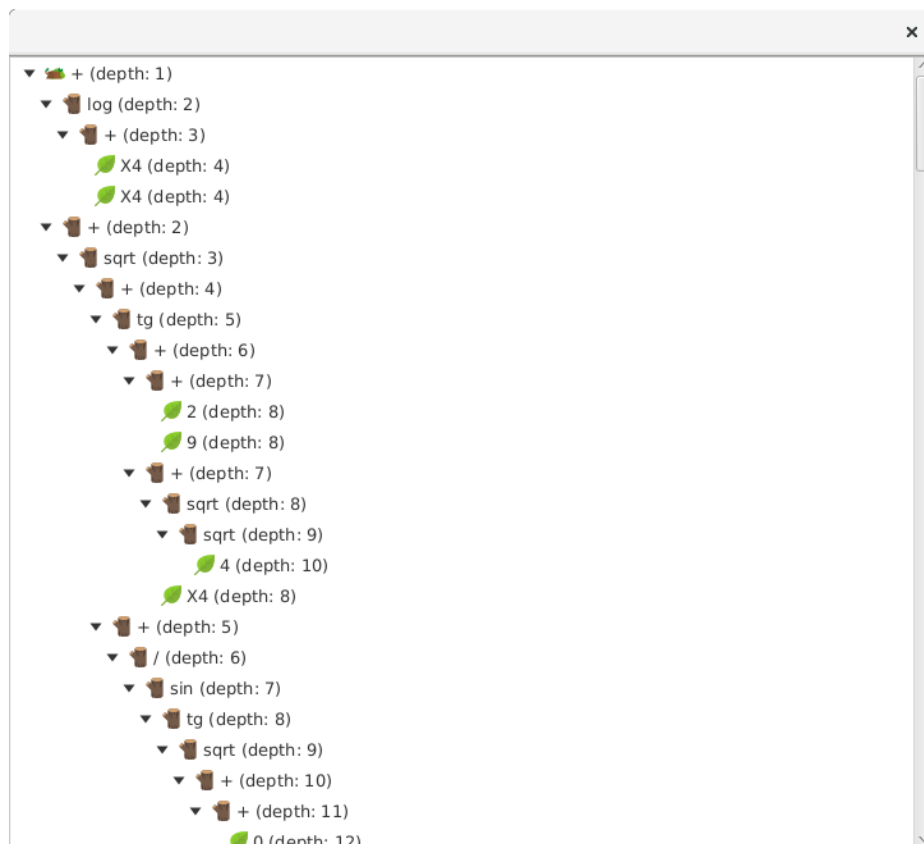 + (depth: 1)
log (depth: 2)
+ (depth: 3)
X4 (depth: 4)
X4 (depth: 4)
+ (depth: 2)
sqrt (depth: 3)
+ (depth: 4)
tg (depth: 5)
+ (depth: 6)
+ (depth: 7)
2 (depth: 8)
9 (depth: 8)
+ (depth: 7)
sqrt (depth: 8)
sqrt (depth: 9)
4 (depth: 10)
X4 (depth: 8)
+ (depth: 5)
/ (depth: 6)
sin (depth: 7)
tg (depth: 8)
sqrt (depth: 9)
+ (depth: 10)
+ (depth: 11)
0 (depth: 12)